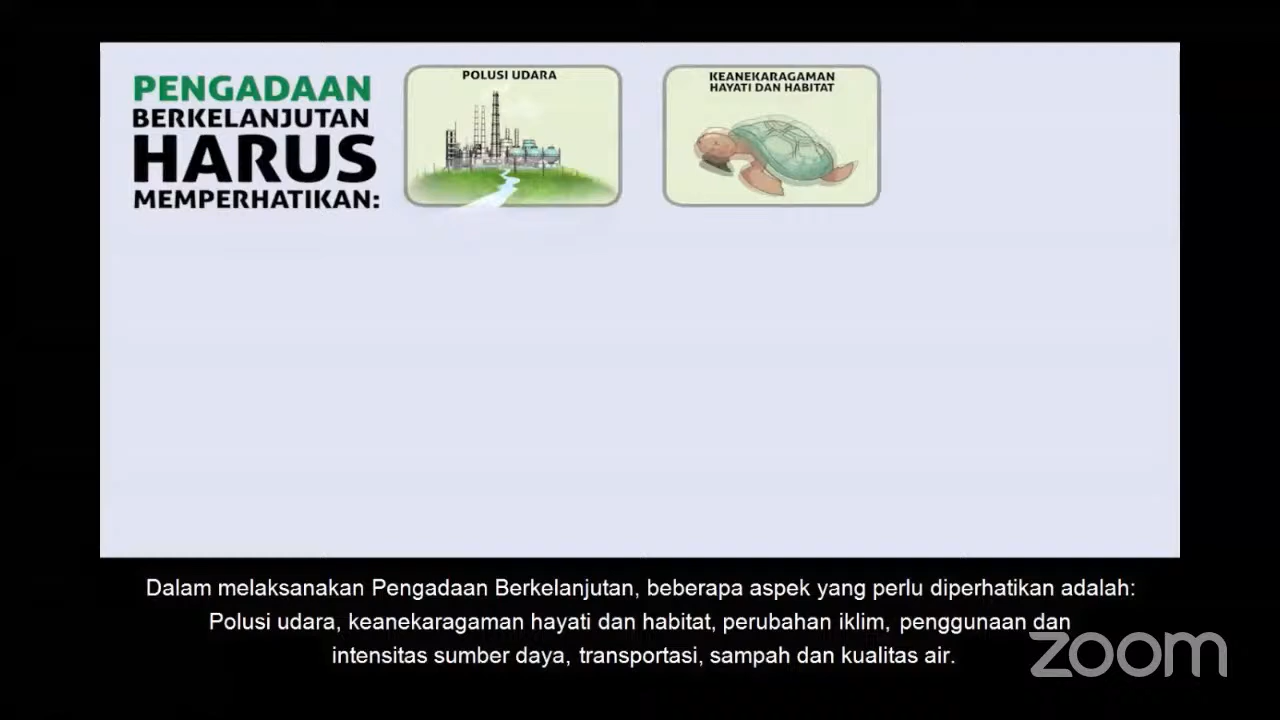 PENGADAAN
BERKELANJUTAN
HARUS
MEMPERHATIKAN:
POLUSI UDARA
KEANEKARAGAMAN
HAYATI DAN HABITAT
Dalam melaksanakan Pengadaan Berkelanjutan, beberapa aspek yang perlu diperhatikan adalah:
Polusi udara, keanekaragaman hayati dan habitat, perubahan iklim, penggunaan dan
intensitas sumber daya, transportasi, sampah dan kualitas air.
zoom